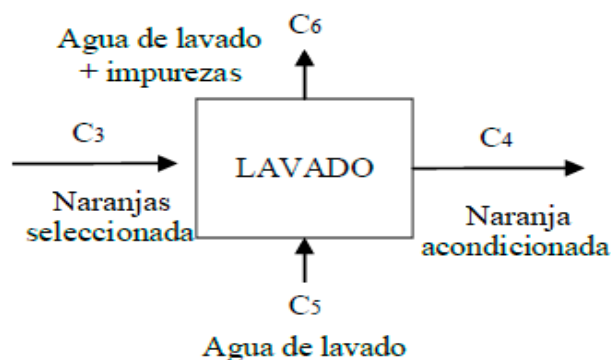 C6
Agua de lavado
+ impurezas
C3
LAVADO
C4
Naranjas
seleccionada
Naranja
acondicionada
C5
Agua de lavado